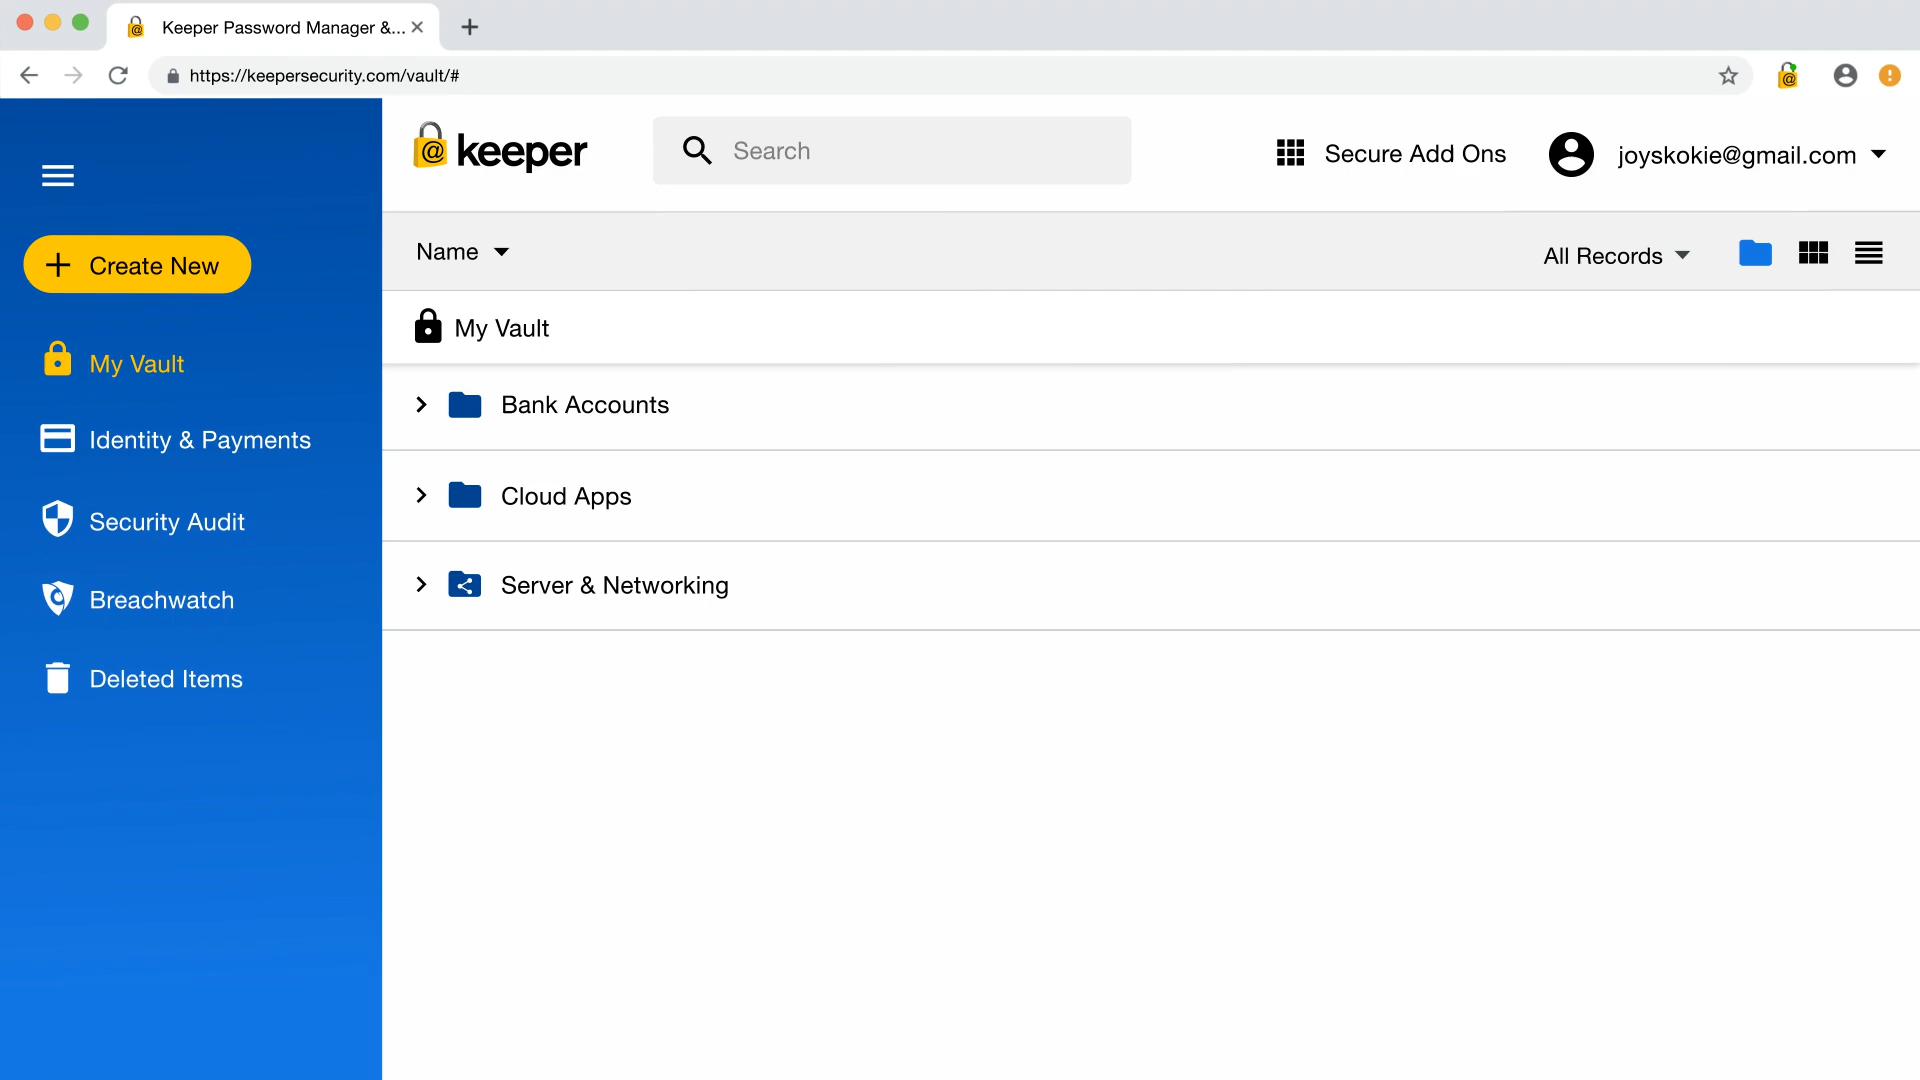 Keeper Password Manager &...
https://keepersecurity.com/vault/#
keeper
Search
Secure Add Ons
joyskokie@gmail.com
Create New
My Vault
Identity & Payments
Security Audit
Breachwatch
Deleted Items
Name
All Records
My Vault
Bank Accounts
Cloud Apps
Server & Networking